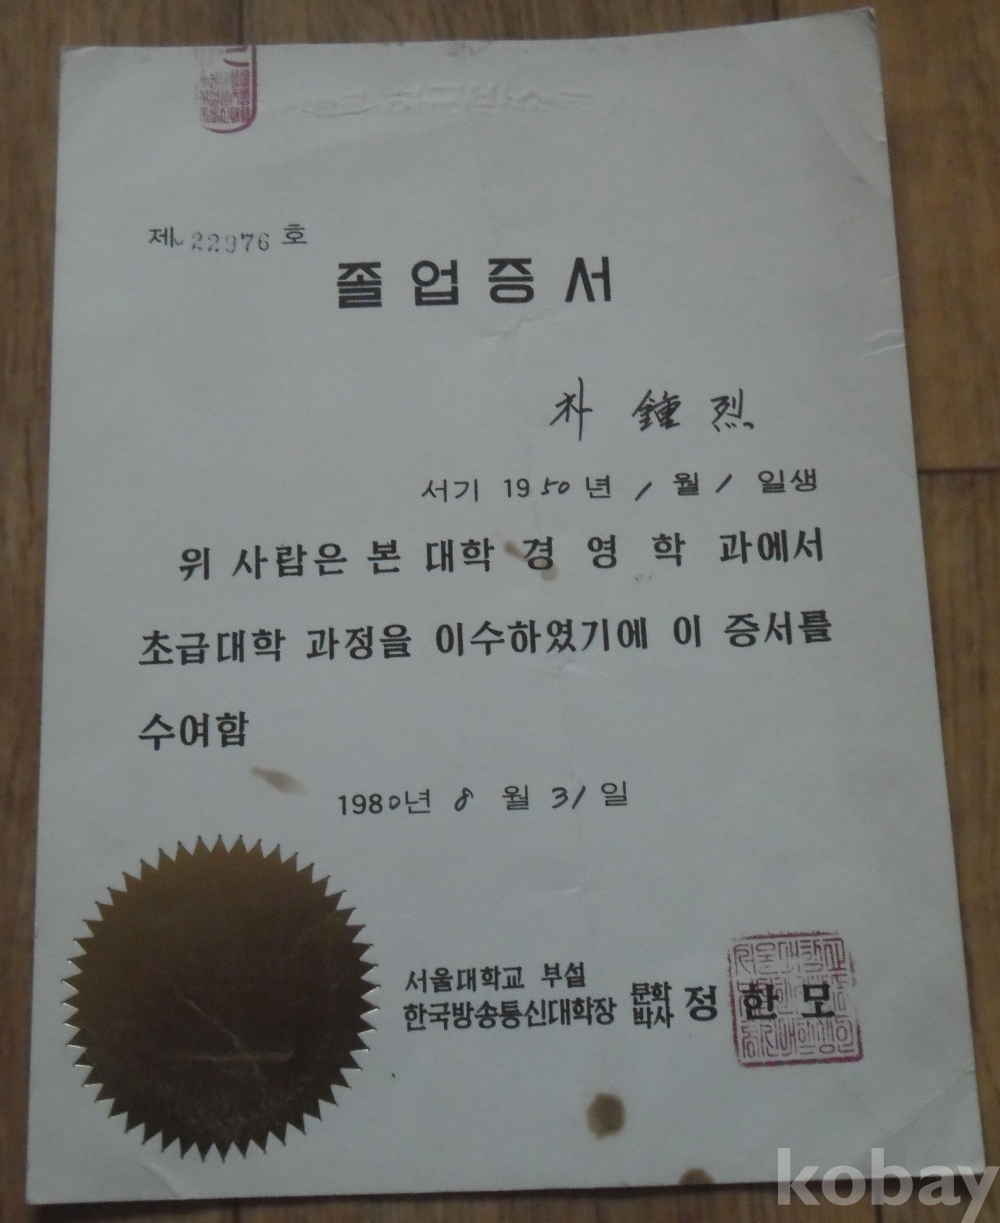 제 22976 호
졸업증서
朴 鍾 烈
서기 1950년 1월 1일생
위 사람은 본 대학 경영학 과에서
초급대학 과정을 이수하였기에 이 증서를
수여함
1980년 8월 31일
서울대학교 부설
한국방송통신대학장 문학박사 정한모
kobay